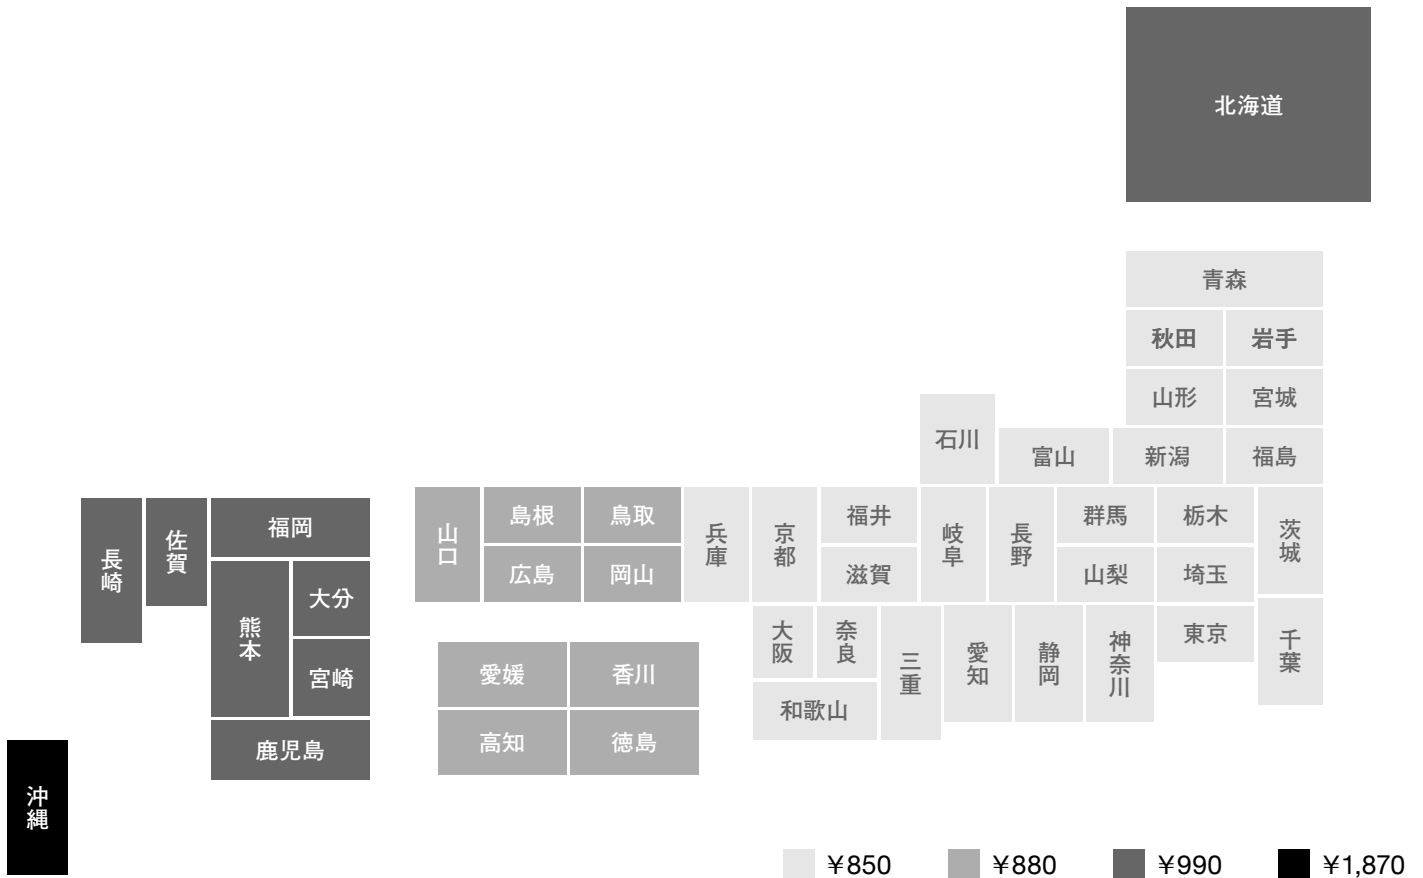 北海道
青森
秋田
岩手
山形
宮城
石川
富山
新潟
福島
長崎
佐賀
福岡
熊本
大分
宮崎
鹿児島
沖縄
山口
島根
鳥取
広島
岡山
兵庫
京都
福井
滋賀
岐阜
長野
群馬
栃木
茨城
山梨
埼玉
大阪
奈良
三重
愛知
静岡
神奈川
東京
千葉
和歌山
愛媛
香川
高知
徳島
¥850
¥880
¥990
¥1,870